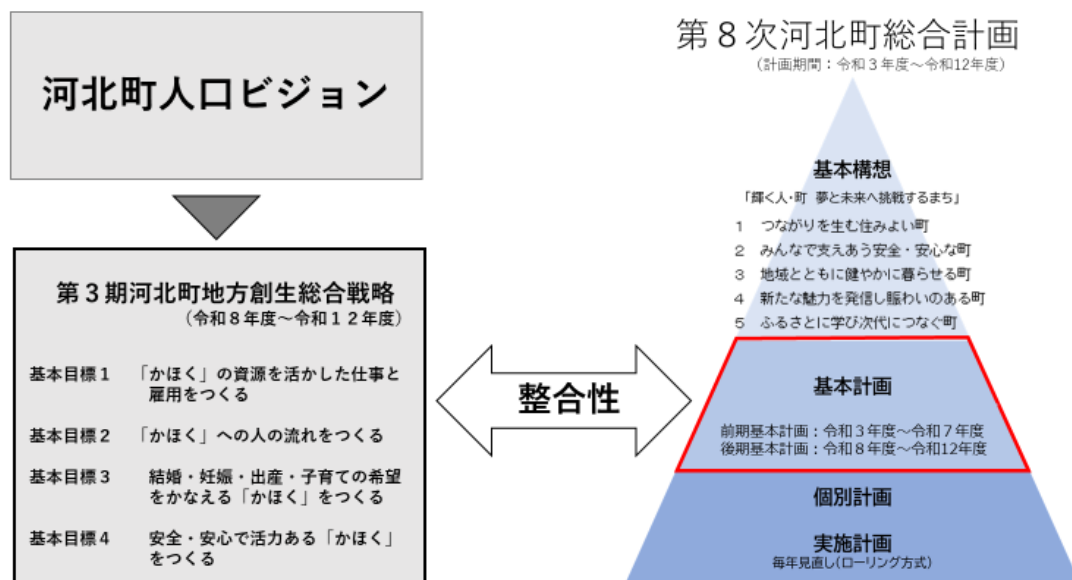 河北町人口ビジョン
第３期河北町地方創生総合戦略
（令和８年度～令和１２年度）
基本目標１　「かほく」の資源を活かした仕事と
雇用をつくる
基本目標２　「かほく」への人の流れをつくる
基本目標３　結婚・妊娠・出産・子育ての希望
をかなえる「かほく」をつくる
基本目標４　安全・安心で活力ある「かほく」
をつくる
整合性
第８次河北町総合計画
（計画期間：令和３年度～令和12年度）
基本構想
「輝く人・町　夢と未来へ挑戦するまち」
１　つながりを生む住みよい町
２　みんなで支えあう安全・安心な町
３　地域とともに健やかに暮らせる町
４　新たな魅力を発信し賑わいのある町
５　ふるさとに学び次代につなぐ町
基本計画
前期基本計画：令和３年度～令和７年度
後期基本計画：令和８年度～令和12年度
個別計画
実施計画
毎年見直し(ローリング方式)